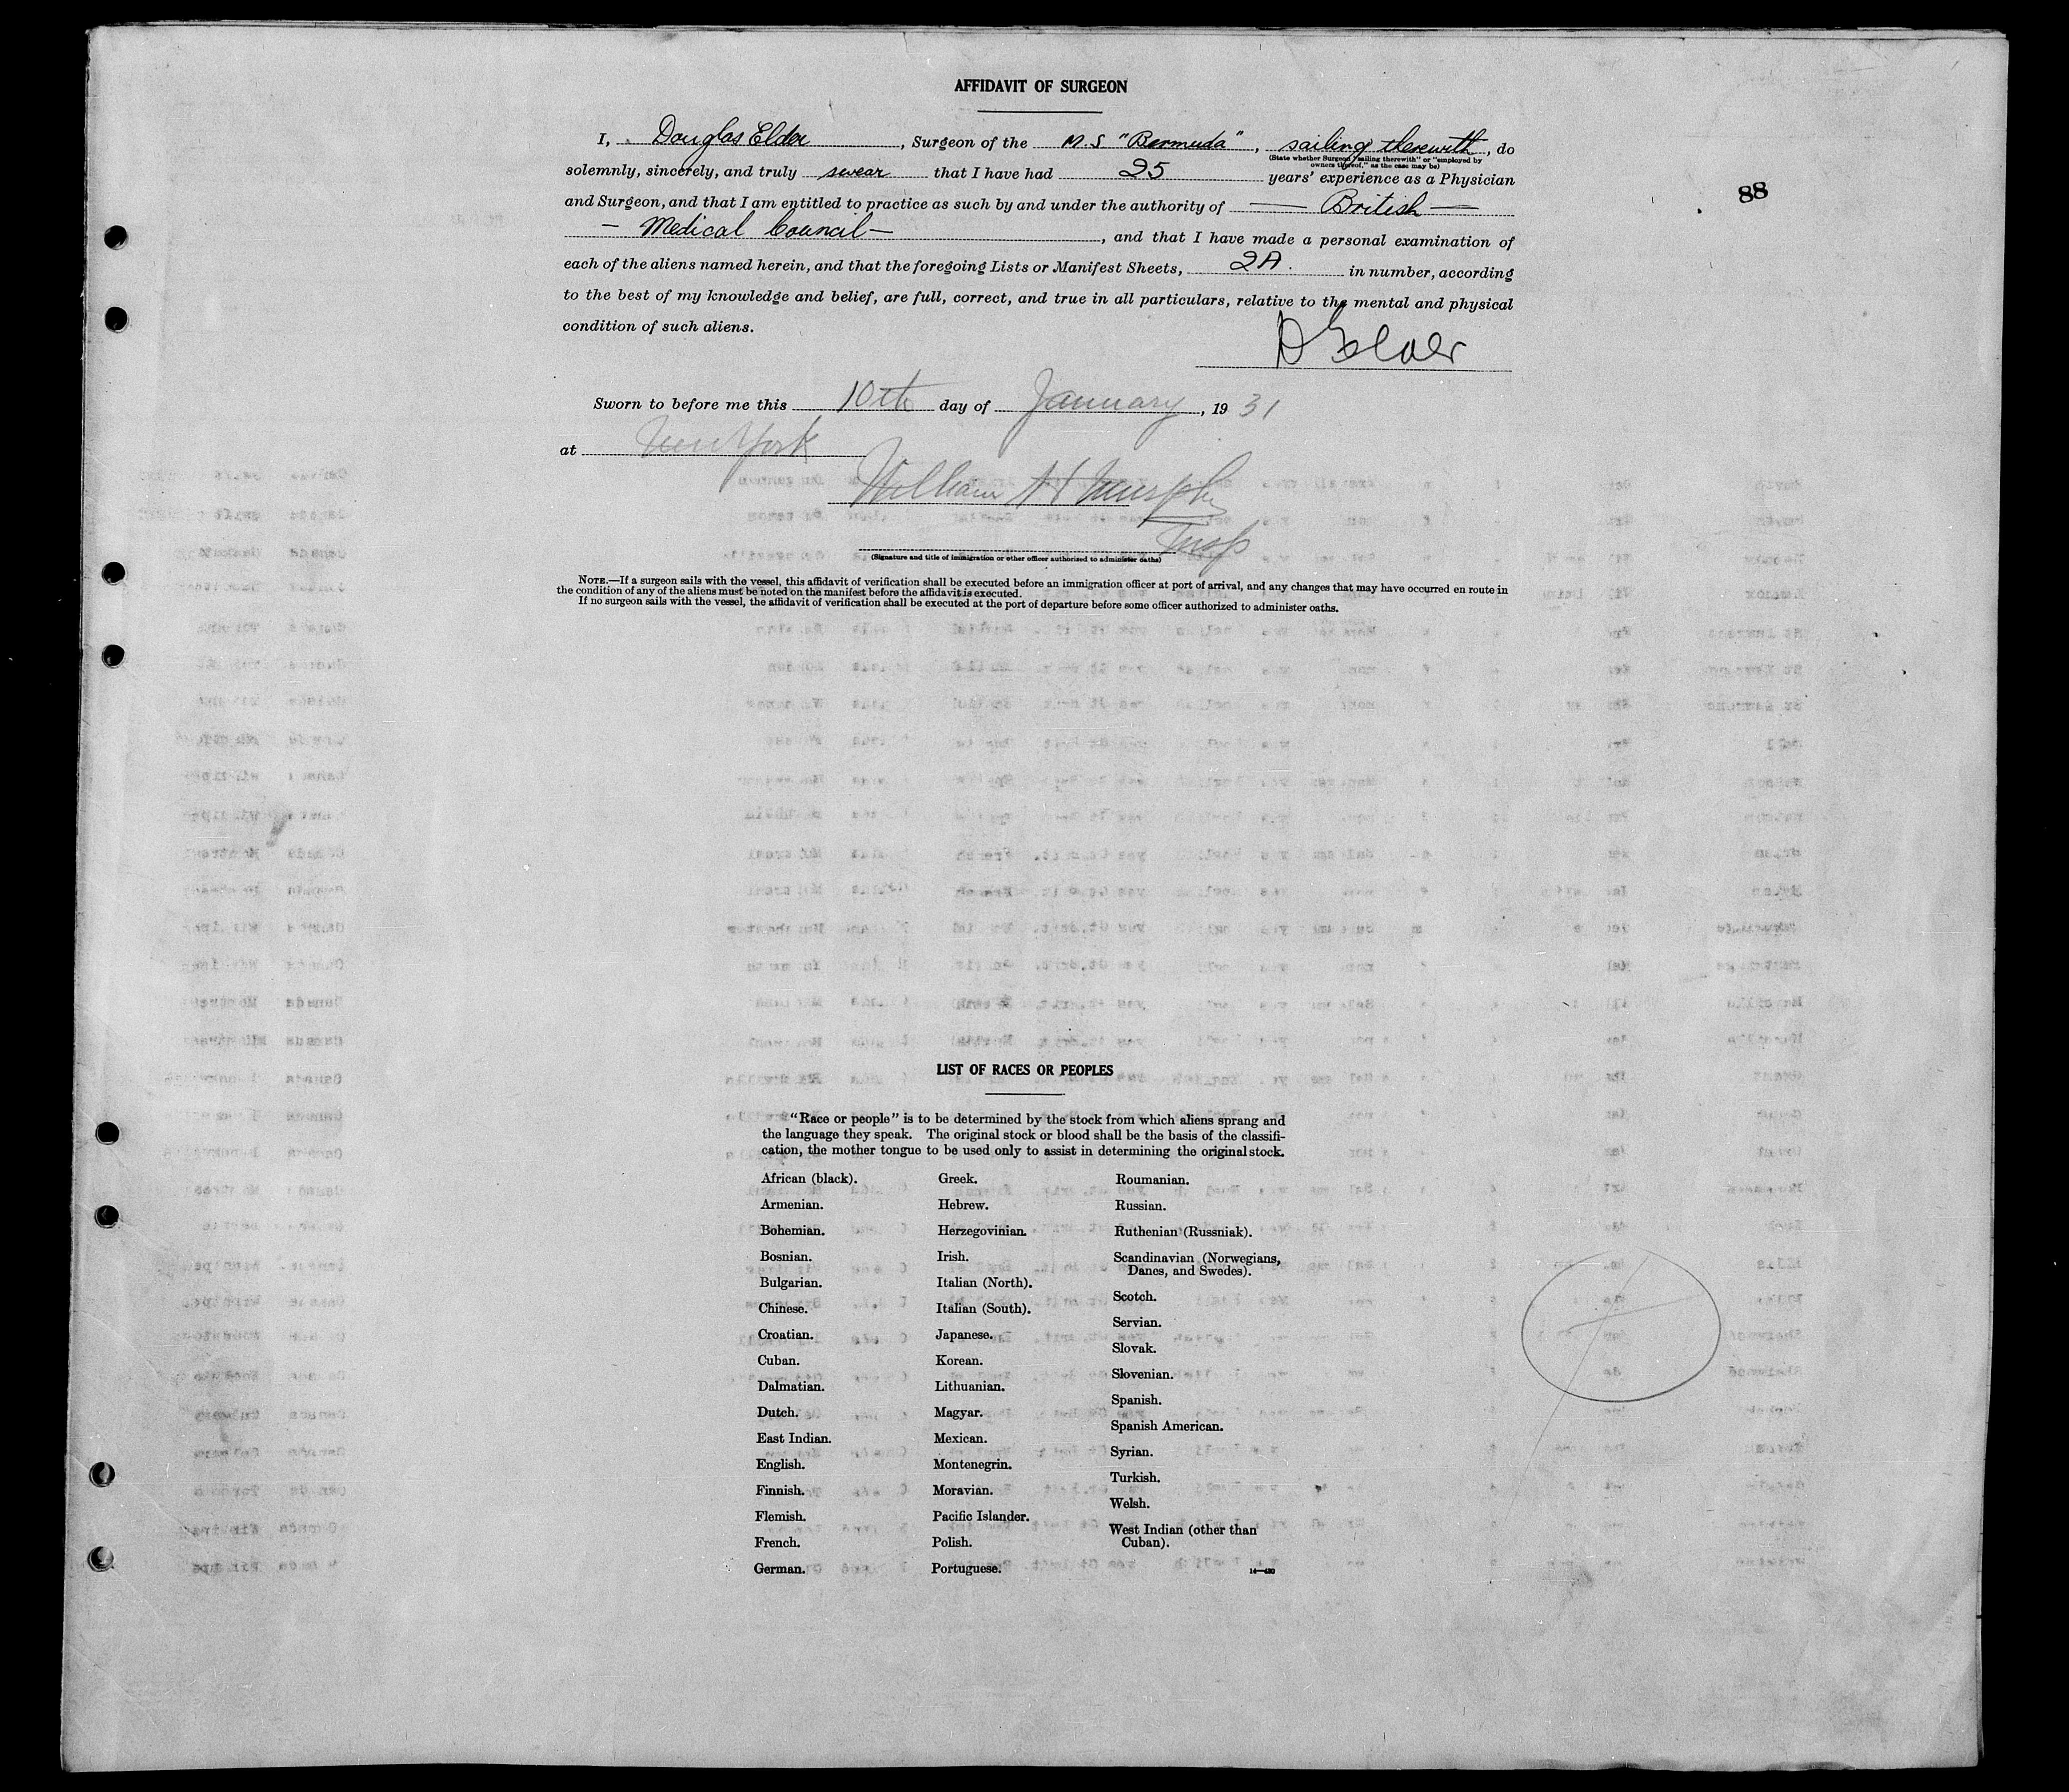 AFFIDAVIT OF SURGEON
I, Douglas Elder, Surgeon of the M.S "Bermuda", sailing therewith, do
(State whether Surgeon "sailing therewith" or "employed by
owners thereof," as the case may be)
solemnly, sincerely, and truly swear that I have had 25 years' experience as a Physician
88
and Surgeon, and that I am entitled to practice as such by and under the authority of — British —
— Medical Council —, and that I have made a personal examination of
each of the aliens named herein, and that the foregoing Lists or Manifest Sheets, 2A. in number, according
to the best of my knowledge and belief, are full, correct, and true in all particulars, relative to the mental and physical
condition of such aliens.
D Elder
Sworn to before me this 10th day of January, 1931
at New York
William H Murphy
Insp
(Signature and title of immigration or other officer authorized to administer oaths)
NOTE.—If a surgeon sails with the vessel, this affidavit of verification shall be executed before an immigration officer at port of arrival, and any changes that may have occurred en route in
the condition of any of the aliens must be noted on the manifest before the affidavit is executed.
If no surgeon sails with the vessel, the affidavit of verification shall be executed at the port of departure before some officer authorized to administer oaths.
LIST OF RACES OR PEOPLES
"Race or people" is to be determined by the stock from which aliens sprang and
the language they speak. The original stock or blood shall be the basis of the classifi-
cation, the mother tongue to be used only to assist in determining the original stock.
African (black).
Armenian.
Bohemian.
Bosnian.
Bulgarian.
Chinese.
Croatian.
Cuban.
Dalmatian.
Dutch.
East Indian.
English.
Finnish.
Flemish.
French.
German.
Greek.
Hebrew.
Herzegovinian.
Irish.
Italian (North).
Italian (South).
Japanese.
Korean.
Lithuanian.
Magyar.
Mexican.
Montenegrin.
Moravian.
Pacific Islander.
Polish.
Portuguese.
Roumanian.
Russian.
Ruthenian (Russniak).
Scandinavian (Norwegians,
Danes, and Swedes).
Scotch.
Servian.
Slovak.
Slovenian.
Spanish.
Spanish American.
Syrian.
Turkish.
Welsh.
West Indian (other than
Cuban).
14—430